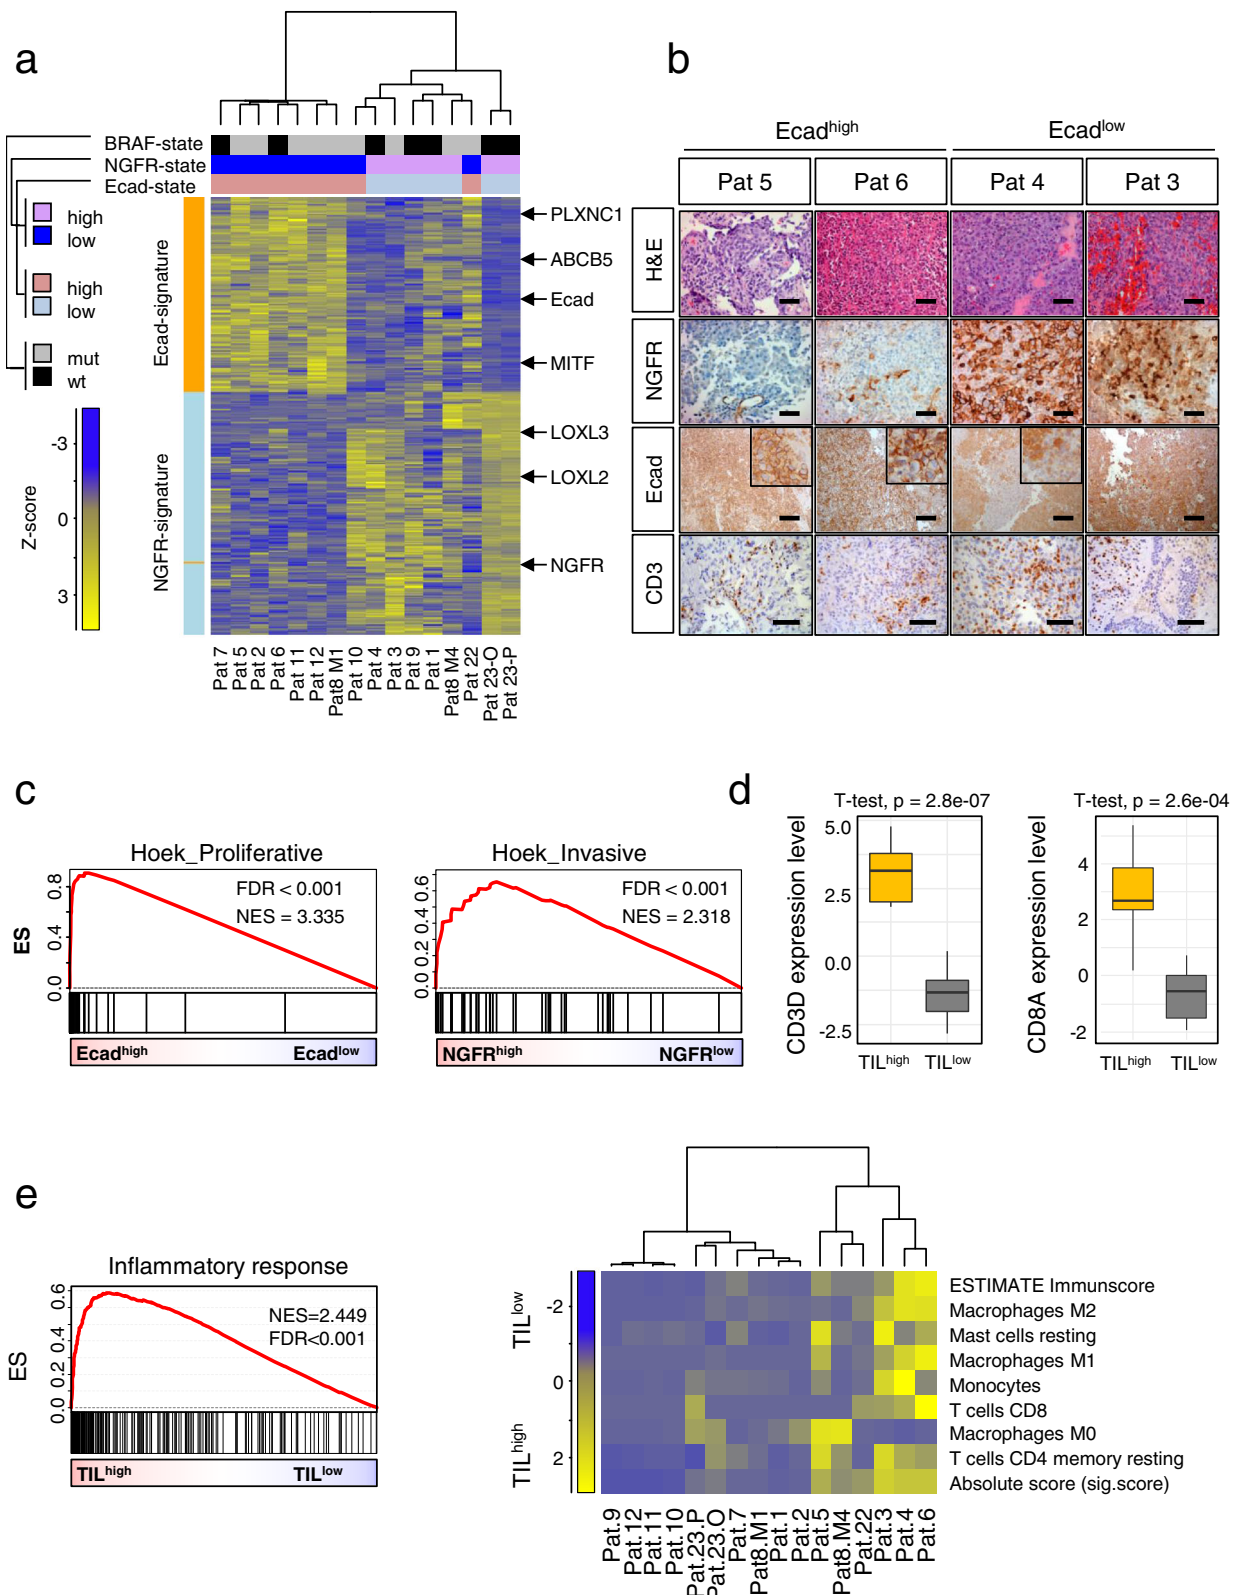 a
BRAF-state
NGFR-state
Ecad-state
high
low
high
low
mut
wt
Z-score
-3
0
3
Ecad-signature
NGFR-signature
PLXNC1
ABCB5
Ecad
MITF
LOXL3
LOXL2
NGFR
Pat 7
Pat 5
Pat 2
Pat 6
Pat 11
Pat 12
Pat8 M1
Pat 10
Pat 4
Pat 3
Pat 9
Pat 1
Pat8 M4
Pat 22
Pat 23-O
Pat 23-P
b
Ecadhigh
Ecadlow
Pat 5
Pat 6
Pat 4
Pat 3
H&E
NGFR
Ecad
CD3
c
Hoek_Proliferative
FDR < 0.001
NES = 3.335
ES
0.8
0.4
0.0
Ecadhigh
Ecadlow
Hoek_Invasive
FDR < 0.001
NES = 2.318
0.6
0.4
0.2
0.0
NGFRhigh
NGFRlow
d
T-test, p = 2.8e-07
CD3D expression level
5.0
2.5
0.0
-2.5
TILhigh
TILlow
T-test, p = 2.6e-04
CD8A expression level
4
2
0
-2
TILhigh
TILlow
e
Inflammatory response
NES=2.449
FDR<0.001
ES
0.6
0.4
0.2
0.0
TILhigh
TILlow
TILlow
TILhigh
-2
0
2
ESTIMATE Immunscore
Macrophages M2
Mast cells resting
Macrophages M1
Monocytes
T cells CD8
Macrophages M0
T cells CD4 memory resting
Absolute score (sig.score)
Pat.9
Pat.12
Pat.11
Pat.10
Pat.23.P
Pat.23.O
Pat.7
Pat8.M1
Pat.1
Pat.2
Pat.5
Pat8.M4
Pat.22
Pat.3
Pat.4
Pat.6